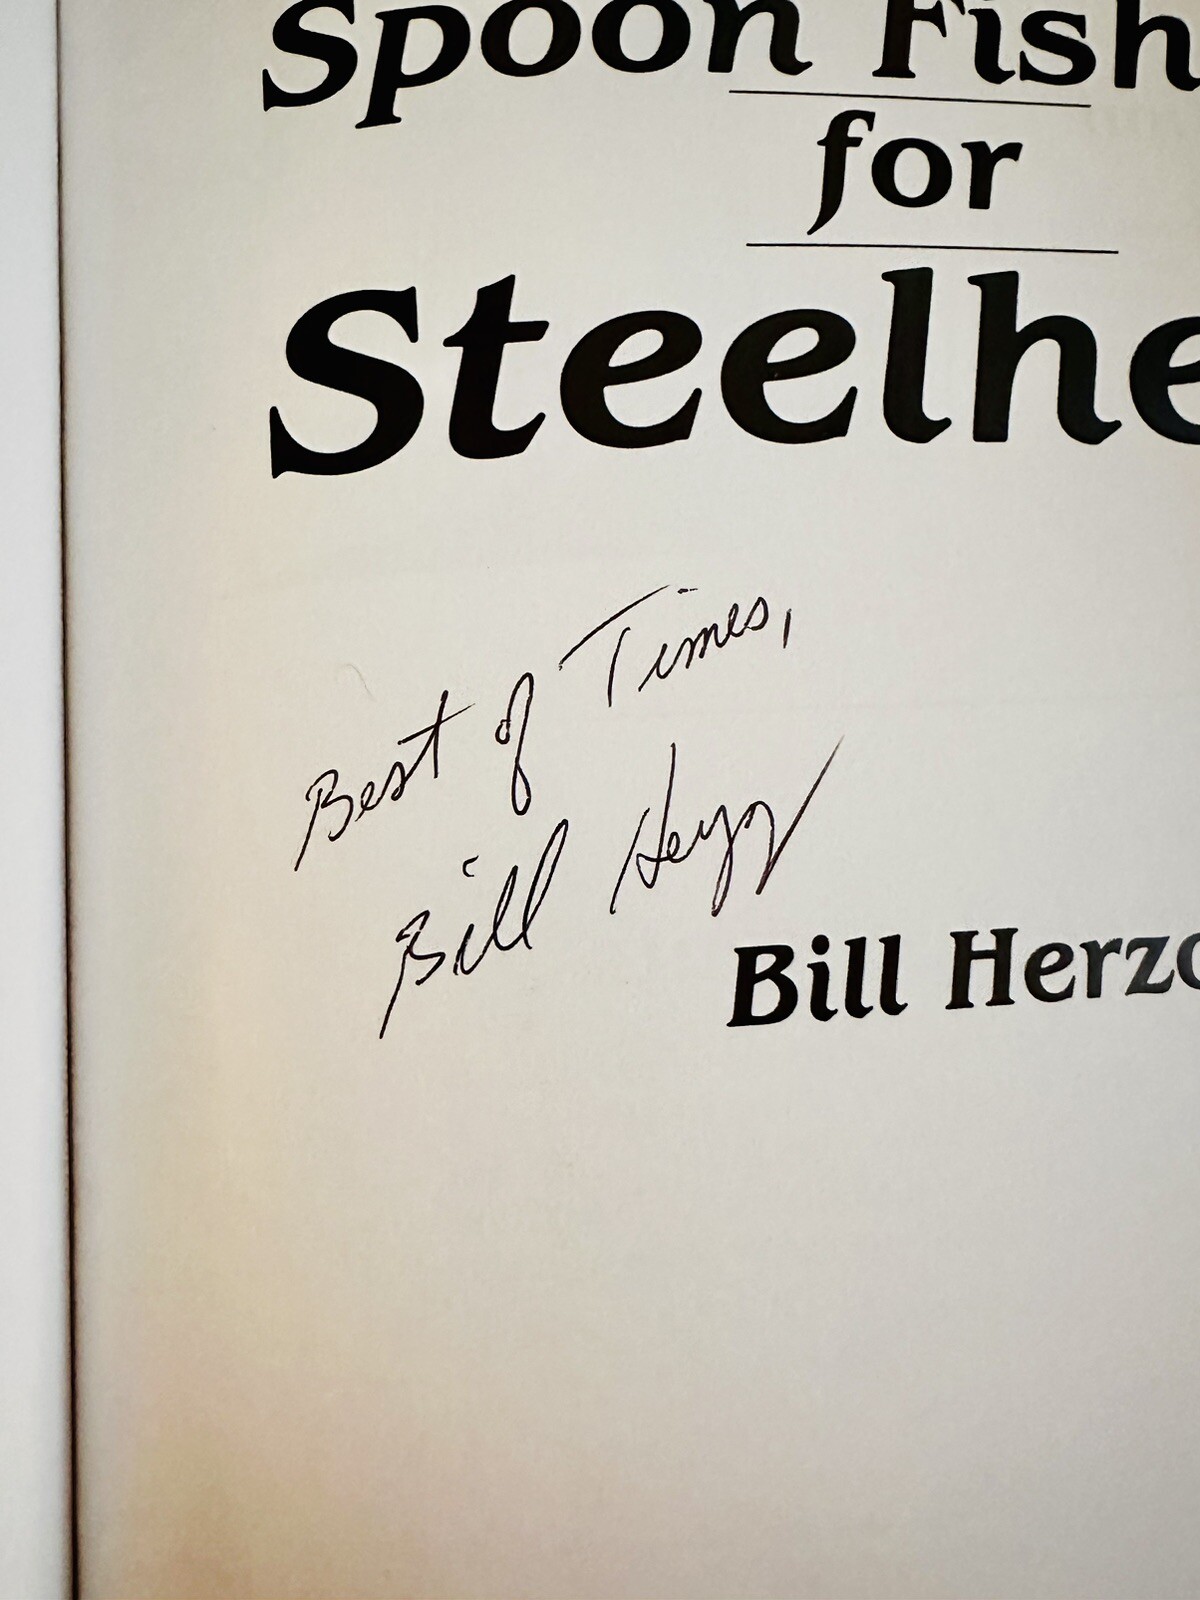 Spoon Fish
for
Steelhe
Best of Times,
Bill Herzog
Bill Herzo